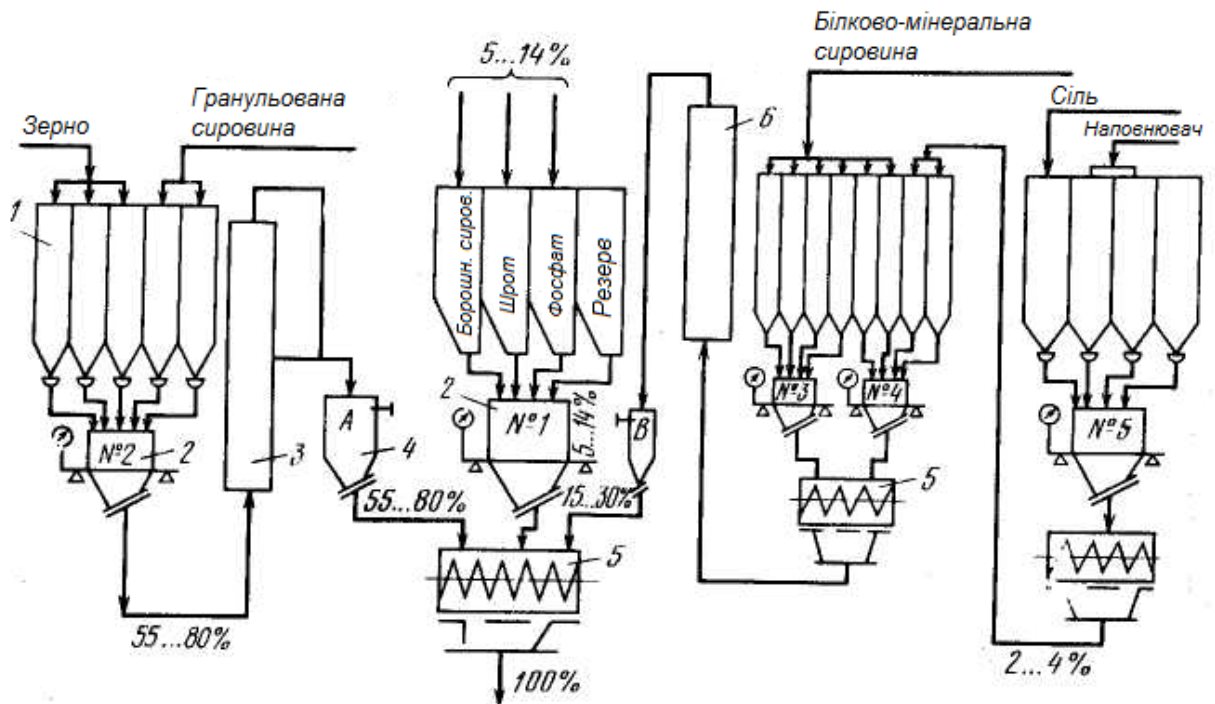 Білково-мінеральна
сировина
5...14%
Сіль
Гранульована
сировина
Наповнювач
Зерно
6
1
Борошн. сиров.
Шрот
Фосфат
Резерв
2
№3
№4
А
№1
5...14%
В
№5
№2
2
3
4
55...80%
15...30%
5
5
55...80%
2...4%
100%